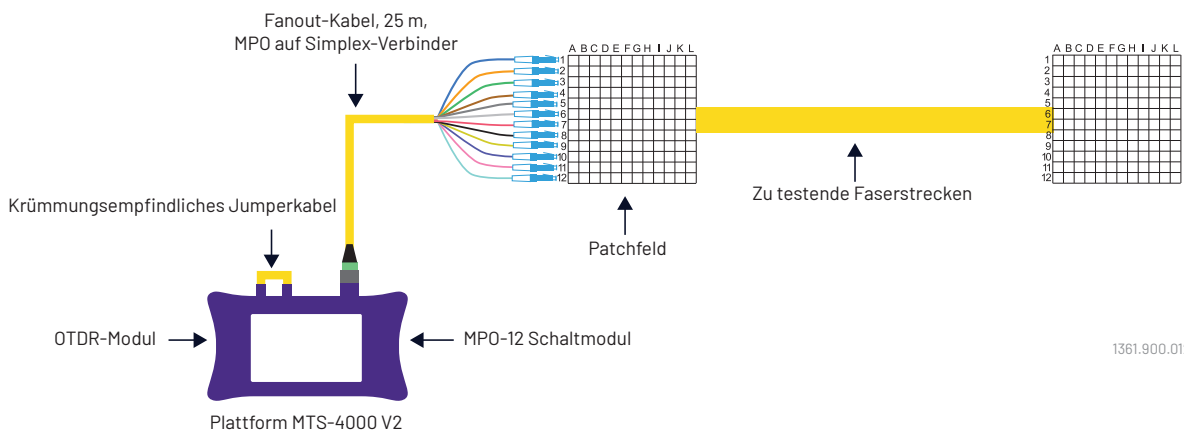 Fanout-Kabel, 25 m,
MPO auf Simplex-Verbinder
A B C D E F G H I J K L
1
2
3
4
5
6
7
8
9
10
11
12
A B C D E F G H I J K L
1
2
3
4
5
6
7
8
9
10
11
12
Zu testende Faserstrecken
Patchfeld
Krümmungsempfindliches Jumperkabel
OTDR-Modul
MPO-12 Schaltmodul
Plattform MTS-4000 V2
1361.900.01